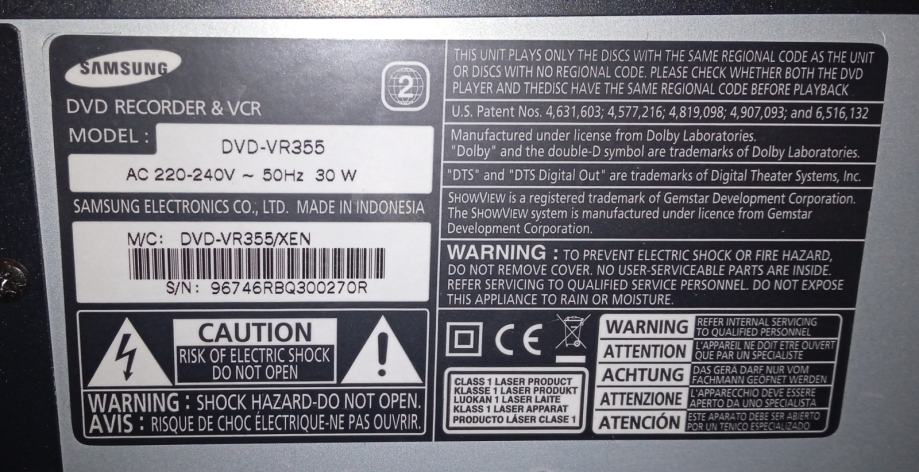 SAMSUNG
2
DVD RECORDER & VCR
MODEL :
DVD-VR355
AC 220-240V ~ 50Hz 30 W
SAMSUNG ELECTRONICS CO., LTD. MADE IN INDONESIA
M/C: DVD-VR355/XEN
S/N: 96746RBQ300270R
CAUTION
RISK OF ELECTRIC SHOCK
DO NOT OPEN
WARNING : SHOCK HAZARD-DO NOT OPEN.
AVIS : RISQUE DE CHOC ÉLECTRIQUE-NE PAS OUVRIR.
THIS UNIT PLAYS ONLY THE DISCS WITH THE SAME REGIONAL CODE AS THE UNIT
OR DISCS WITH NO REGIONAL CODE. PLEASE CHECK WHETHER BOTH THE DVD
PLAYER AND THEDISC HAVE THE SAME REGIONAL CODE BEFORE PLAYBACK
U.S. Patent Nos. 4,631,603; 4,577,216; 4,819,098; 4,907,093; and 6,516,132
Manufactured under license from Dolby Laboratories.
"Dolby" and the double-D symbol are trademarks of Dolby Laboratories.
"DTS" and "DTS Digital Out" are trademarks of Digital Theater Systems, Inc.
SHOWVIEW is a registered trademark of Gemstar Development Corporation.
The SHOWVIEW system is manufactured under licence from Gemstar
Development Corporation.
WARNING : TO PREVENT ELECTRIC SHOCK OR FIRE HAZARD,
DO NOT REMOVE COVER. NO USER-SERVICEABLE PARTS ARE INSIDE.
REFER SERVICING TO QUALIFIED SERVICE PERSONNEL. DO NOT EXPOSE
THIS APPLIANCE TO RAIN OR MOISTURE.
CE
CLASS 1 LASER PRODUCT
KLASSE 1 LASER PRODUKT
LUOKAN 1 LASER LAITE
KLASS 1 LASER APPARAT
PRODUCTO LÁSER CLASE 1
WARNING REFER INTERNAL SERVICING
TO QUALIFIED PERSONNEL
ATTENTION L'APPAREIL NE DOIT ETRE OUVERT
QUE PAR UN SPECIALISTE
ACHTUNG DAS GERÄ DARF NUR VOM
FACHMANN GEÖFNET WERDEN
ATTENZIONE L'APPARECCHIO DEVE ESSERE
APERTO DA UNO SPECIALISTA
ATENCIÓN ESTE APARATO DEBE SER ABIERTO
POR UN TENICO ESPECIALIZADO